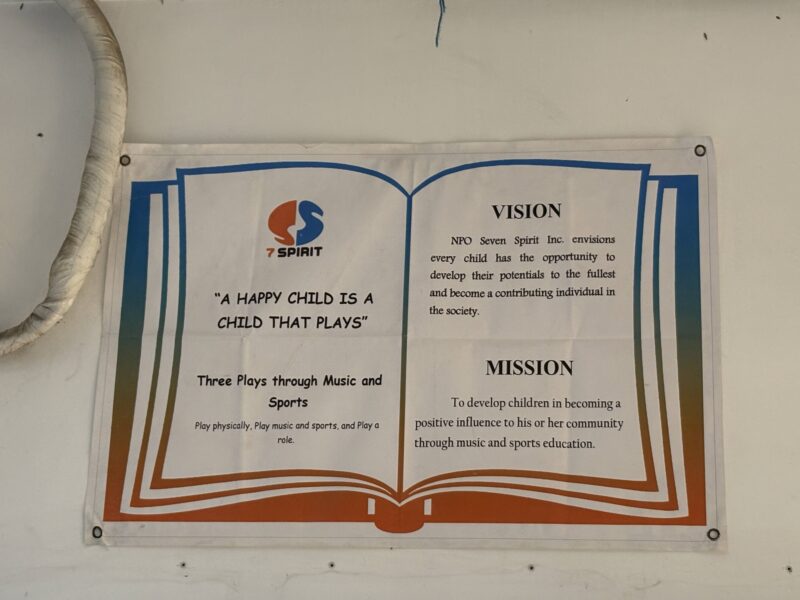 7 SPIRIT
“A HAPPY CHILD IS A
CHILD THAT PLAYS”
Three Plays through Music and
Sports
Play physically, Play music and sports, and Play a
role.
VISION
NPO Seven Spirit Inc. envisions
every child has the opportunity to
develop their potentials to the fullest
and become a contributing individual in
the society.
MISSION
To develop children in becoming a
positive influence to his or her community
through music and sports education.